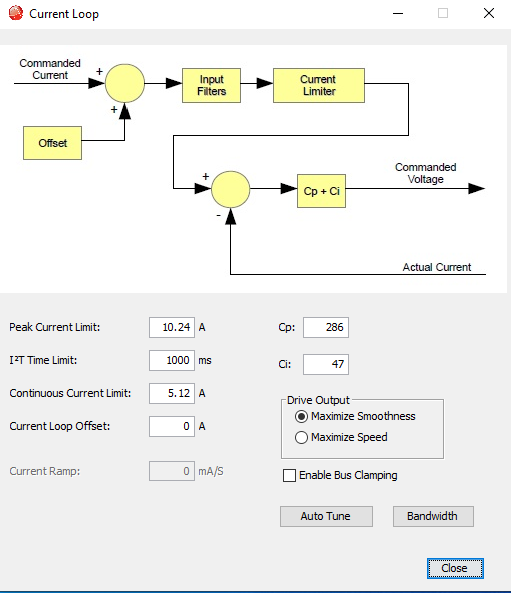 Current Loop
Commanded
Current
+
+
Offset
Input
Filters
Current
Limiter
+
-
Cp + Ci
Commanded
Voltage
Actual Current
Peak Current Limit: 10.24 A
Cp: 286
I²T Time Limit: 1000 ms
Ci: 47
Continuous Current Limit: 5.12 A
Drive Output
Maximize Smoothness
Current Loop Offset: 0 A
Maximize Speed
Current Ramp: 0 mA/S
Enable Bus Clamping
Auto Tune
Bandwidth
Close